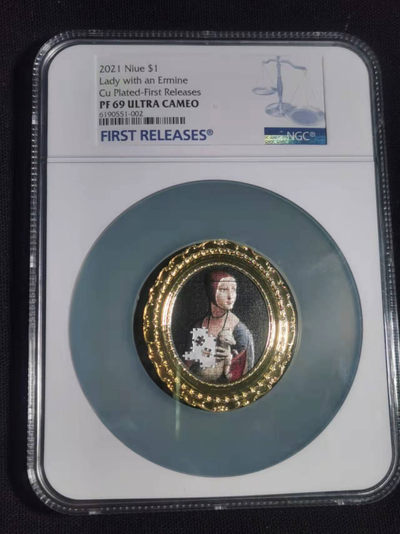 2021 Niue $1
Lady with an Ermine
Cu Plated-First Releases
PF 69 ULTRA CAMEO
6190551-002
FIRST RELEASES®
NGC®